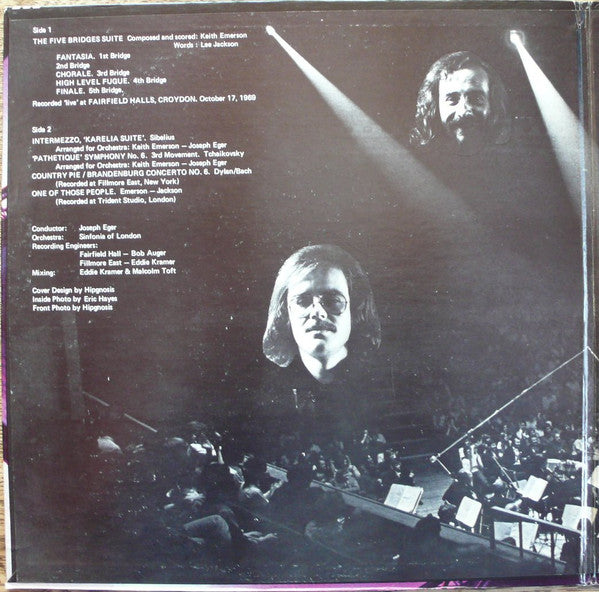 Side 1
THE FIVE BRIDGES SUITE Composed and scored: Keith Emerson
Words : Lee Jackson
FANTASIA. 1st Bridge
2nd Bridge
CHORALE. 3rd Bridge
HIGH LEVEL FUGUE. 4th Bridge
FINALE. 5th Bridge.
Recorded 'live' at FAIRFIELD HALLS, CROYDON. October 17, 1969
Side 2
INTERMEZZO, 'KARELIA SUITE'. Sibelius
Arranged for Orchestra: Keith Emerson — Joseph Eger
'PATHETIQUE' SYMPHONY No. 6. 3rd Movement. Tchaikovsky
Arranged for Orchestra: Keith Emerson — Joseph Eger
COUNTRY PIE / BRANDENBURG CONCERTO NO. 6. Dylan/Bach
(Recorded at Fillmore East, New York)
ONE OF THOSE PEOPLE. Emerson — Jackson
(Recorded at Trident Studio, London)
Conductor: Joseph Eger
Orchestra: Sinfonia of London
Recording Engineers:
Fairfield Hall — Bob Auger
Fillmore East — Eddie Kramer
Mixing: Eddie Kramer & Malcolm Toft
Cover Design by Hipgnosis
Inside Photo by Eric Hayes
Front Photo by Hipgnosis